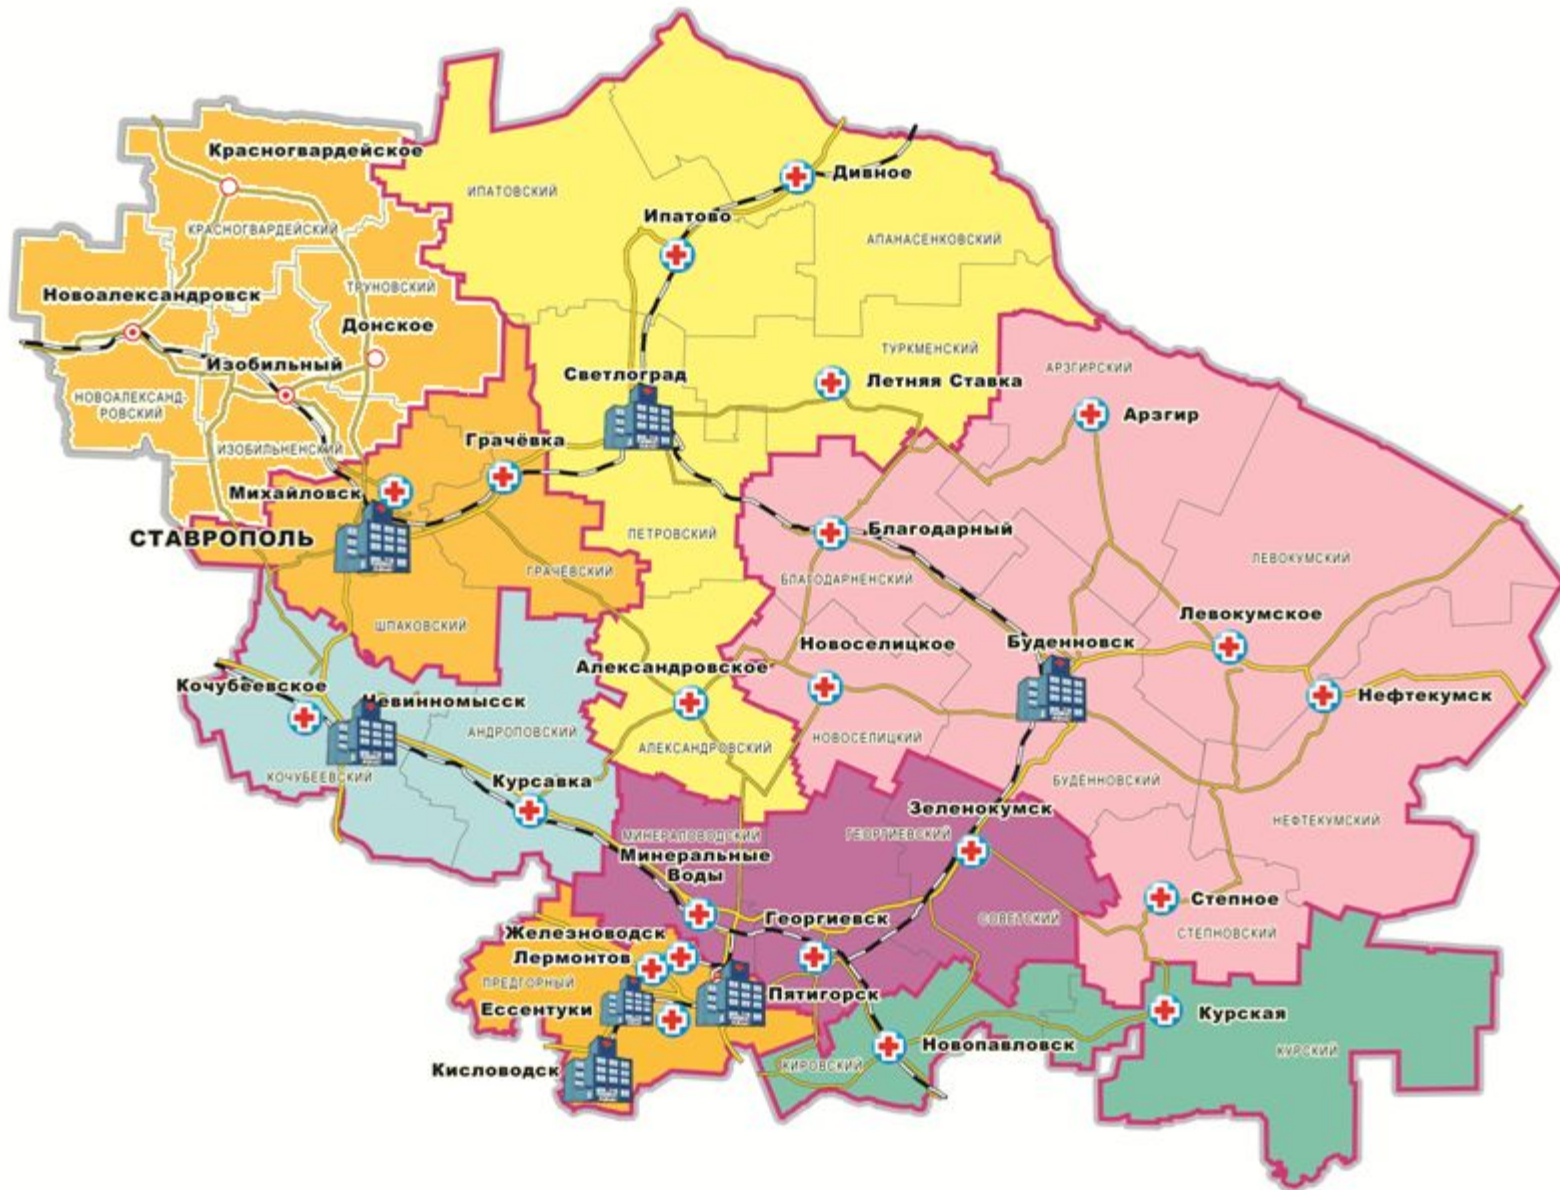 Красногвардейское
Дивное
ИПАТОВСКИЙ
Ипатово
КРАСНОГВАРДЕЙСКИЙ
АПАНАСЕНКОВСКИЙ
ТРУНОВСКИЙ
Новоалександровск
Донское
ТУРКМЕНСКИЙ
Изобильный
АРЗГИРСКИЙ
Светлоград
Летняя Ставка
НОВОАЛЕКСАНД-
РОВСКИЙ
Арзгир
Грачёвка
ИЗОБИЛЬНЕНСКИЙ
Михайловск
СТАВРОПОЛЬ
ПЕТРОВСКИЙ
Благодарный
ЛЕВОКУМСКИЙ
ГРАЧЁВСКИЙ
БЛАГОДАРНЕНСКИЙ
Левокумское
ШПАКОВСКИЙ
Новоселицкое
Буденновск
Александровское
Кочубеевское
Невинномысск
Нефтекумск
АНДРОПОВСКИЙ
НОВОСЕЛИЦКИЙ
АЛЕКСАНДРОВСКИЙ
КОЧУБЕЕВСКИЙ
Курсавка
БУДЁННОВСКИЙ
Зеленокумск
НЕФТЕКУМСКИЙ
МИНЕРАЛОВОДСКИЙ
ГЕОРГИЕВСКИЙ
Минеральные
Воды
Степное
Георгиевск
СОВЕТСКИЙ
СТЕПНОВСКИЙ
Железноводск
Лермонтов
ПРЕДГОРНЫЙ
Пятигорск
Ессентуки
Курская
Новопавловск
КУРСКИЙ
Кисловодск
КИРОВСКИЙ